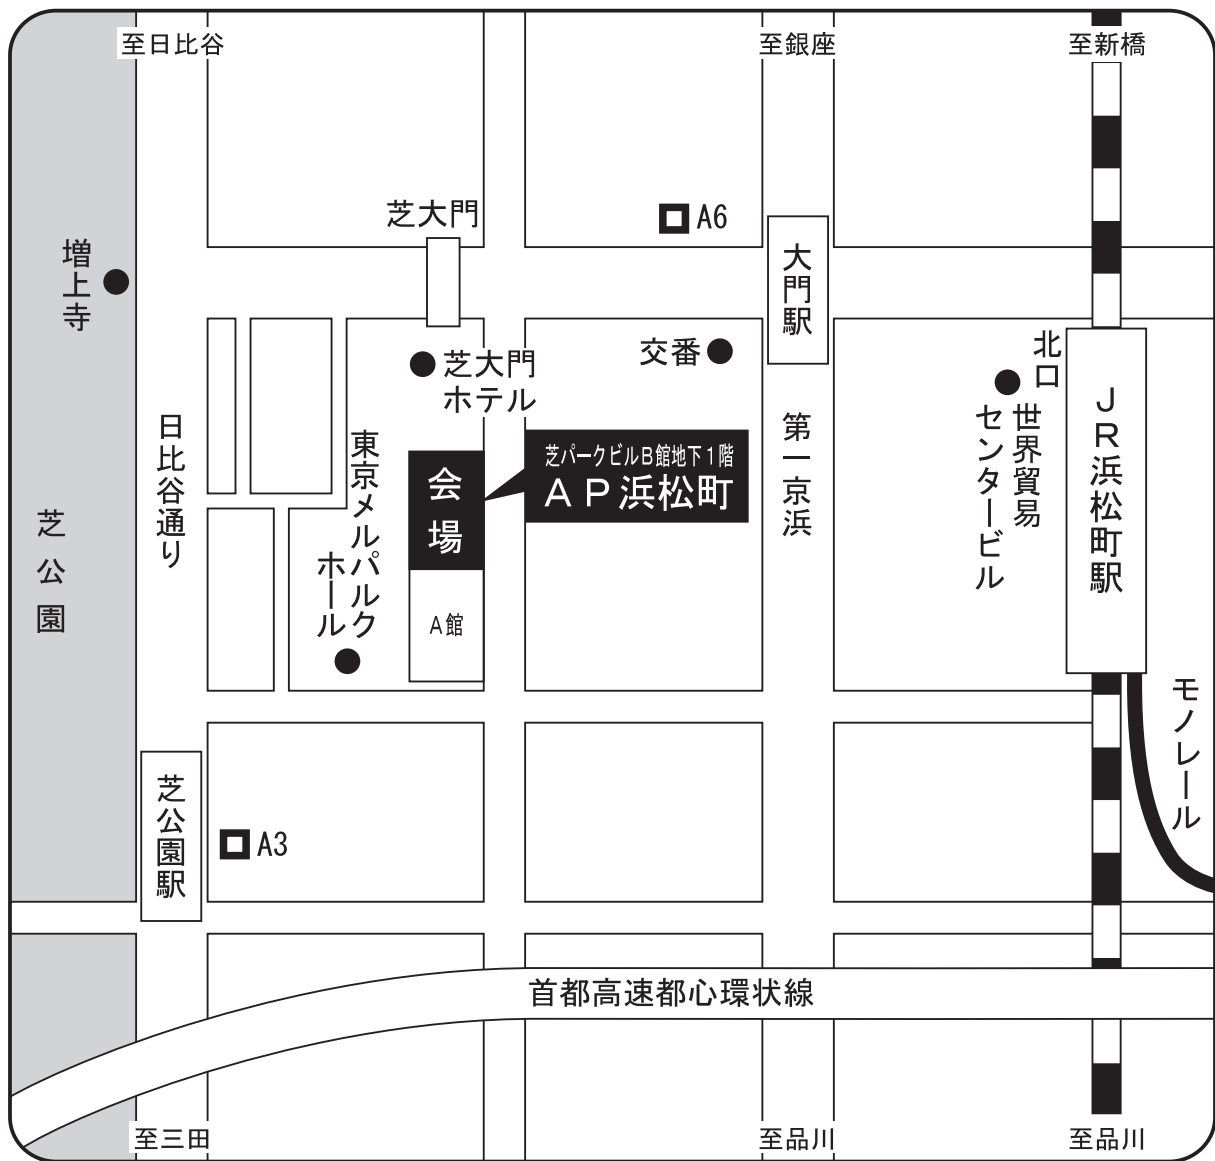 至日比谷
至銀座
至新橋
芝大門
A6
大門駅
増上寺
北口
交番
芝大門
ホテル
世界貿易
センタービル
JR浜松町駅
日比谷通り
東京メルパルク
ホール
会場
芝パークビルB館地下1階
AP浜松町
第一京浜
芝公園
A館
モノレール
芝公園駅
A3
首都高速都心環状線
至三田
至品川
至品川